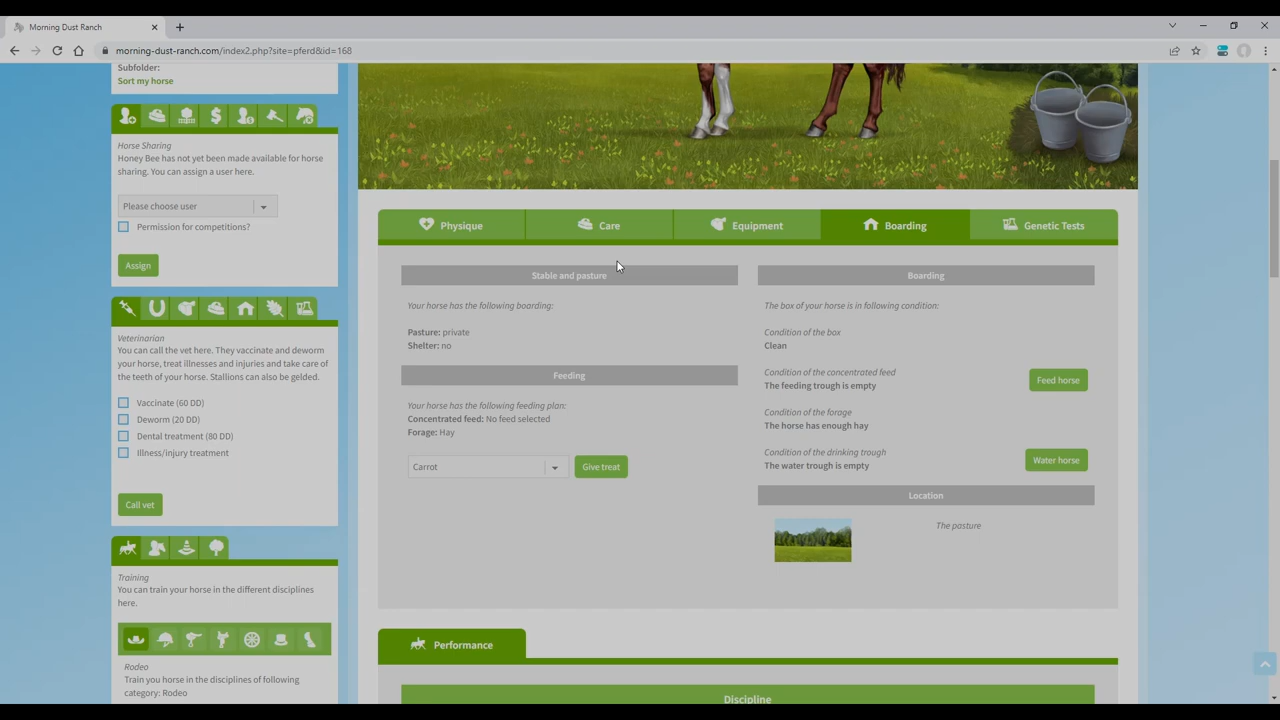 Morning Dust Ranch
morning-dust-ranch.com/index2.php?site=pferd&id=168
Subfolder:
Sort my horse
Horse Sharing
Honey Bee has not yet been made available for horse
sharing. You can assign a user here.
Please choose user
Permission for competitions?
Assign
Veterinarian
You can call the vet here. They vaccinate and deworm
your horse, treat illnesses and injuries and take care of
the teeth of your horse. Stallions can also be gelded.
Vaccinate (60 DD)
Deworm (20 DD)
Dental treatment (80 DD)
Illness/injury treatment
Call vet
Training
You can train your horse in the different disciplines
here.
Rodeo
Train you horse in the disciplines of following
category: Rodeo
Physique
Care
Equipment
Boarding
Genetic Tests
Stable and pasture
Your horse has the following boarding:
Pasture: private
Shelter: no
Feeding
Your horse has the following feeding plan:
Concentrated feed: No feed selected
Forage: Hay
Carrot
Give treat
Boarding
The box of your horse is in following condition:
Condition of the box
Clean
Condition of the concentrated feed
The feeding trough is empty
Feed horse
Condition of the forage
The horse has enough hay
Condition of the drinking trough
The water trough is empty
Water horse
Location
The pasture
Performance
Discipline